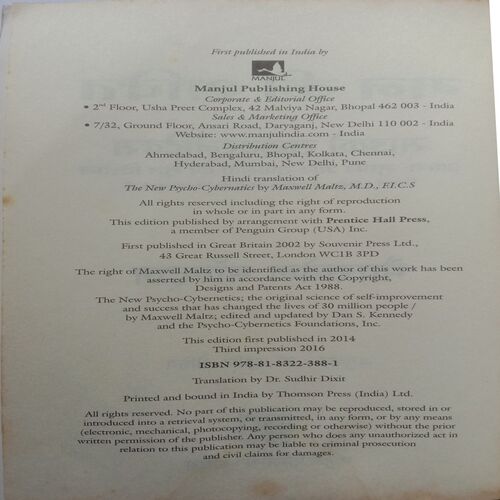 First published in India by
MANJUL
Manjul Publishing House
Corporate & Editorial Office
• 2nd Floor, Usha Preet Complex, 42 Malviya Nagar, Bhopal 462 003 - India
Sales & Marketing Office
• 7/32, Ground Floor, Ansari Road, Daryaganj, New Delhi 110 002 - India
Website: www.manjulindia.com - India
Distribution Centres
Ahmedabad, Bengaluru, Bhopal, Kolkata, Chennai,
Hyderabad, Mumbai, New Delhi, Pune
Hindi translation of
The New Psycho-Cybernatics by Maxwell Maltz, M.D., F.I.C.S
All rights reserved including the right of reproduction
in whole or in part in any form.
This edition published by arrangement with Prentice Hall Press,
a member of Penguin Group (USA) Inc.
First published in Great Britain 2002 by Souvenir Press Ltd.,
43 Great Russell Street, London WC1B 3PD
The right of Maxwell Maltz to be identified as the author of this work has been
asserted by him in accordance with the Copyright,
Designs and Patents Act 1988.
The New Psycho-Cybernetics; the original science of self-improvement
and success that has changed the lives of 30 million people /
by Maxwell Maltz; edited and updated by Dan S. Kennedy
and the Psycho-Cybernetics Foundations, Inc.
This edition first published in 2014
Third impression 2016
ISBN 978-81-8322-388-1
Translation by Dr. Sudhir Dixit
Printed and bound in India by Thomson Press (India) Ltd.
All rights reserved. No part of this publication may be reproduced, stored in or
introduced into a retrieval system, or transmitted, in any form, or by any means
(electronic, mechanical, photocopying, recording or otherwise) without the prior
written permission of the publisher. Any person who does any unauthorized act in
relation to this publication may be liable to criminal prosecution
and civil claims for damages.